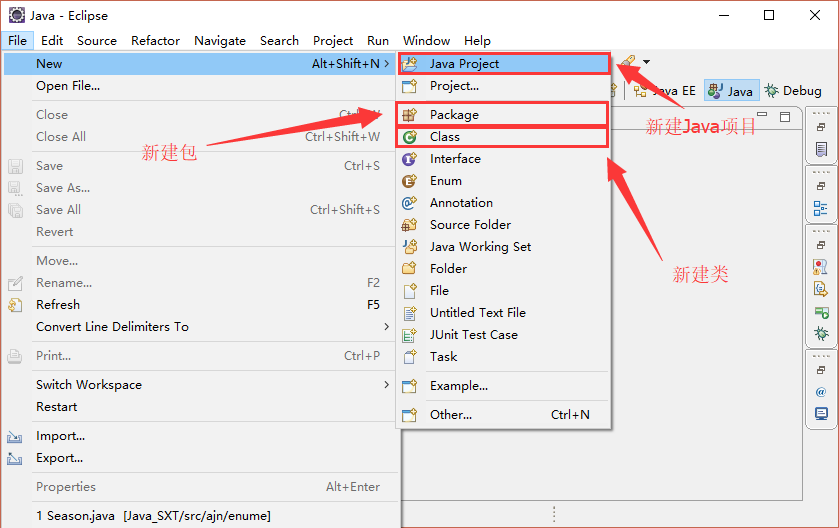 Java - Eclipse
File Edit Source Refactor Navigate Search Project Run Window Help
New Alt+Shift+N >
Open File...
Close
Close All Ctrl+Shift+W
Save Ctrl+S
Save As...
Save All Ctrl+Shift+S
Revert
Move...
Rename... F2
Refresh F5
Convert Line Delimiters To >
Print... Ctrl+P
Switch Workspace >
Restart
Import...
Export...
Properties Alt+Enter
1 Season.java [Java_SXT/src/ajn/enume]
Java Project
Project...
Package
Class
Interface
Enum
Annotation
Source Folder
Java Working Set
Folder
File
Untitled Text File
JUnit Test Case
Task
Example...
Other... Ctrl+N
Java EE Java Debug
新建Java项目
新建包
新建类